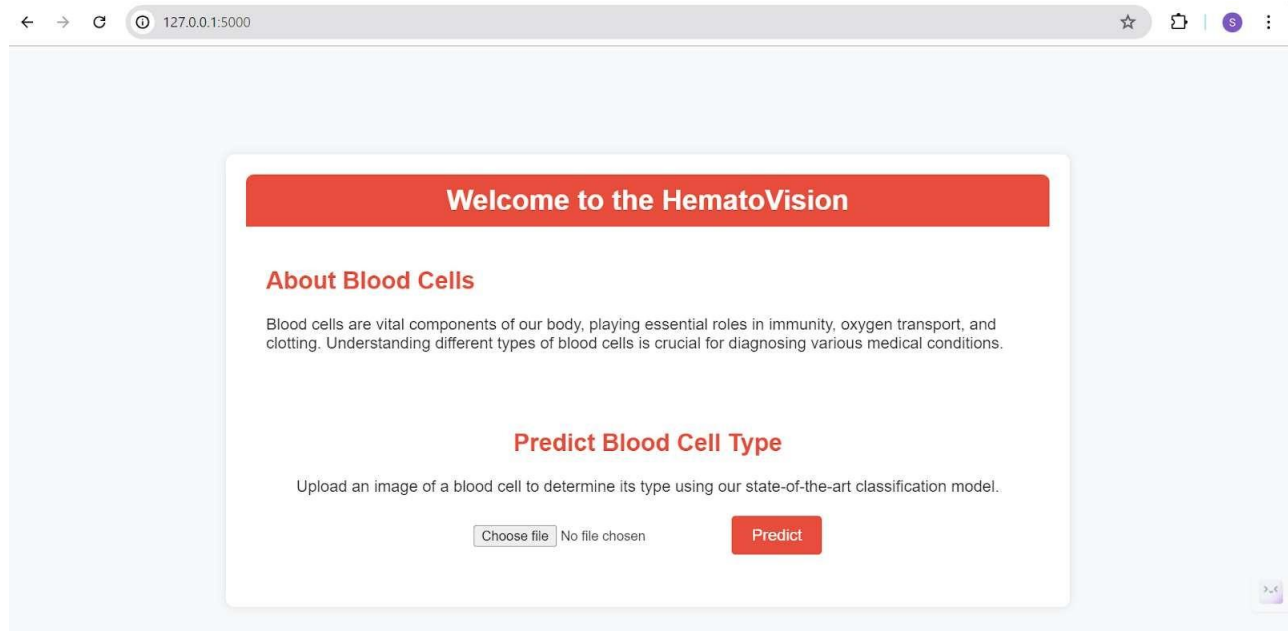 127.0.0.1:5000
S
Welcome to the HematoVision
About Blood Cells
Blood cells are vital components of our body, playing essential roles in immunity, oxygen transport, and
clotting. Understanding different types of blood cells is crucial for diagnosing various medical conditions.
Predict Blood Cell Type
Upload an image of a blood cell to determine its type using our state-of-the-art classification model.
Choose file No file chosen Predict